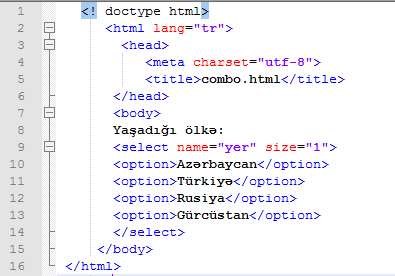 1 <! doctype html>
2 <html lang="tr">
3 <head>
4 <meta charset="utf-8">
5 <title>combo.html</title>
6 </head>
7 <body>
8 Yaşadığı ölkə:
9 <select name="yer" size="1">
10 <option>Azərbaycan</option>
11 <option>Türkiyə</option>
12 <option>Rusiya</option>
13 <option>Gürcüstan</option>
14 </select>
15 </body>
16 </html>